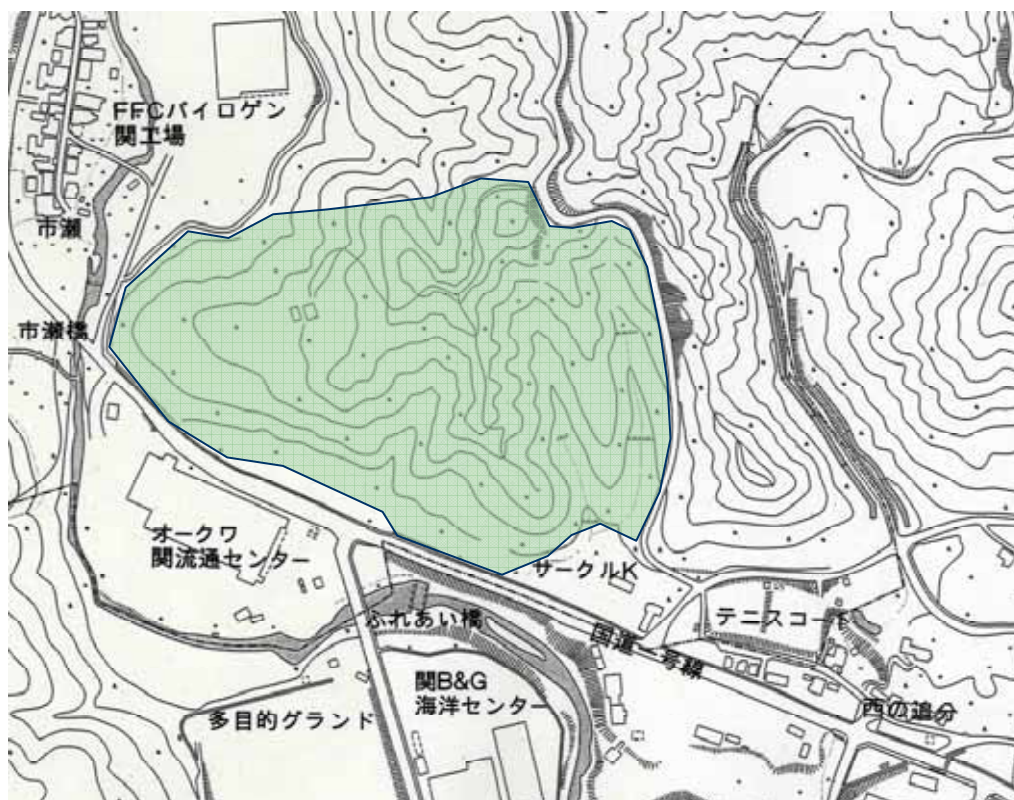 FFCパイロゲン
関工場
市瀬
市瀬橋
オークワ
関流通センター
サークルK
ふれあい橋
テニスコート
国道一号線
関B&G
海洋センター
多目的グランド
西の追分